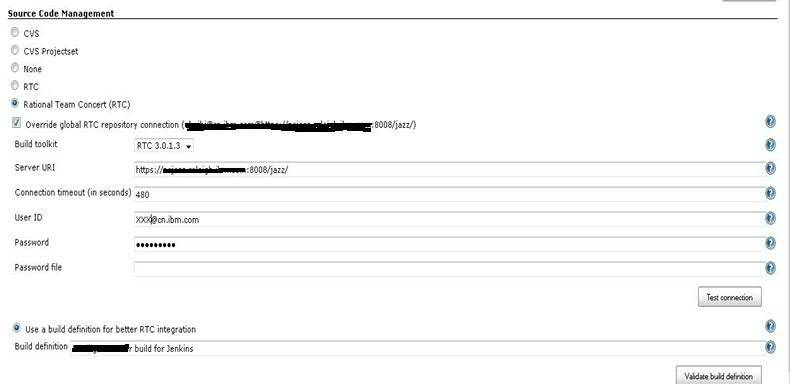 Source Code Management
CVS
CVS Projectset
None
RTC
Rational Team Concert (RTC)
Override global RTC repository connection ( :8008/jazz/)
Build toolkit RTC 3.0.1.3
Server URI https:// :8008/jazz/
Connection timeout (in seconds) 480
User ID XXX@cn.ibm.com
Password •••••••••
Password file
Test connection
Use a build definition for better RTC integration
Build definition r build for Jenkins
Validate build definition